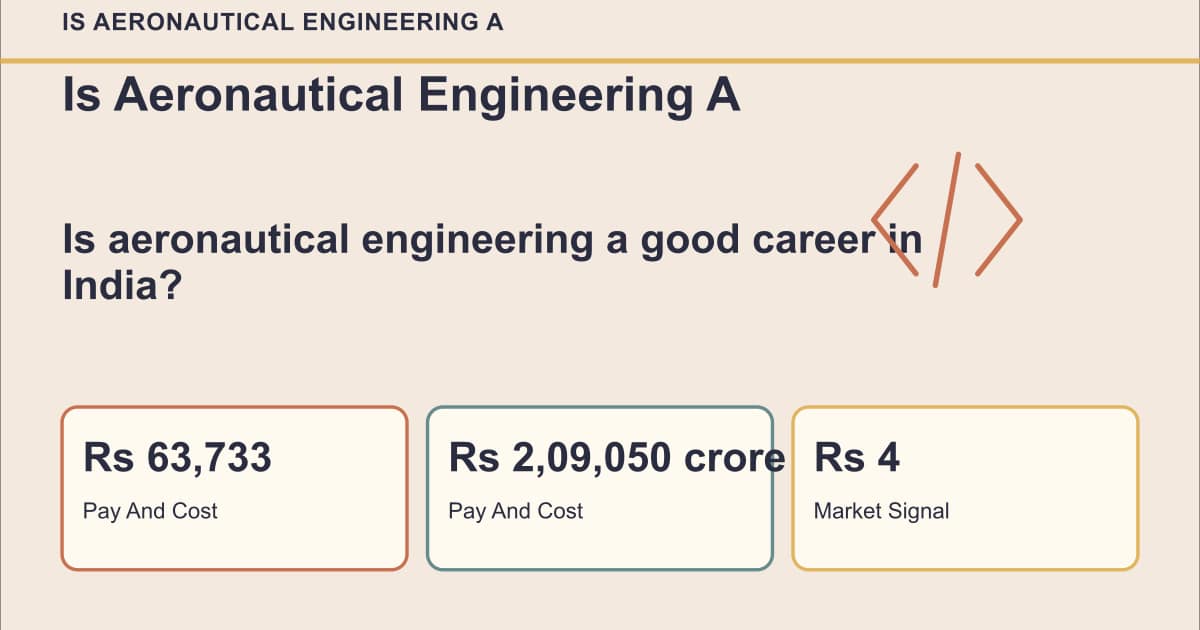 IS AERONAUTICAL ENGINEERING A
Is Aeronautical Engineering A
Is aeronautical engineering a good career in
India?
Rs 63,733
Pay And Cost
Rs 2,09,050 crore
Pay And Cost
Rs 4
Market Signal